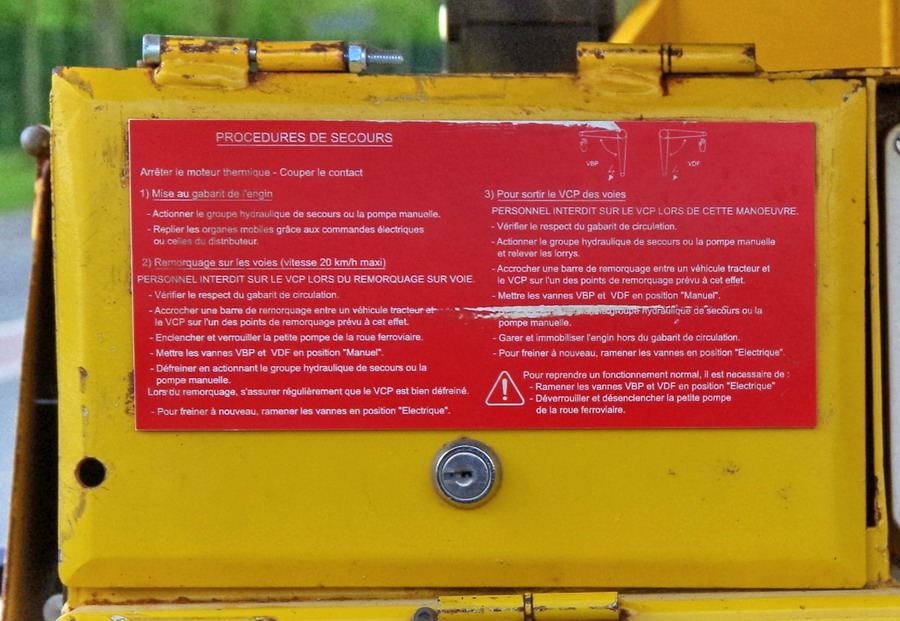 PROCEDURES DE SECOURS
Arrêter le moteur thermique - Couper le contact
1) Mise au gabarit de l'engin
- Actionner le groupe hydraulique de secours ou la pompe manuelle.
- Replier les organes mobiles grâce aux commandes électriques
ou celles du distributeur.
2) Remorquage sur les voies (vitesse 20 km/h maxi)
PERSONNEL INTERDIT SUR LE VCP LORS DU REMORQUAGE SUR VOIE.
- Vérifier le respect du gabarit de circulation.
- Accrocher une barre de remorquage entre un véhicule tracteur et
le VCP sur l'un des points de remorquage prévu à cet effet.
- Enclencher et verrouiller la petite pompe de la roue ferroviaire.
- Mettre les vannes VBP et VDF en position "Manuel".
- Défreiner en actionnant le groupe hydraulique de secours ou la
pompe manuelle.
Lors du remorquage, s'assurer régulièrement que le VCP est bien défreiné.
- Pour freiner à nouveau, ramener les vannes en position "Electrique".
VBP
VDF
3) Pour sortir le VCP des voies
PERSONNEL INTERDIT SUR LE VCP LORS DE CETTE MANOEUVRE.
- Vérifier le respect du gabarit de circulation.
- Actionner le groupe hydraulique de secours ou la pompe manuelle
et relever les lorrys.
- Accrocher une barre de remorquage entre un véhicule tracteur et
le VCP sur l'un des points de remorquage prévu à cet effet.
- Mettre les vannes VBP et VDF en position "Manuel".
groupe hydraulique de secours ou la
pompe manuelle.
- Garer et immobiliser l'engin hors du gabarit de circulation.
- Pour freiner à nouveau, ramener les vannes en position "Electrique".
Pour reprendre un fonctionnement normal, il est necessaire de :
- Ramener les vannes VBP et VDF en position "Electrique"
- Déverrouiller et désenclencher la petite pompe
de la roue ferroviaire.